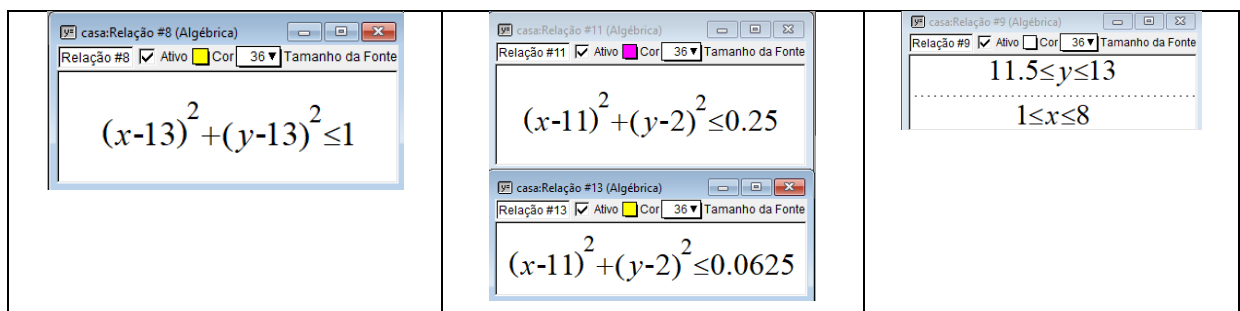 casa:Relação #8 (Algébrica)
Relação #8 Ativo Cor 36 Tamanho da Fonte
(x-13)²+(y-13)²≤1
casa:Relação #11 (Algébrica)
Relação #11 Ativo Cor 36 Tamanho da Fonte
(x-11)²+(y-2)²≤0.25
casa:Relação #13 (Algébrica)
Relação #13 Ativo Cor 36 Tamanho da Fonte
(x-11)²+(y-2)²≤0.0625
casa:Relação #9 (Algébrica)
Relação #9 Ativo Cor 36 Tamanho da Fonte
11.5≤y≤13
1≤x≤8